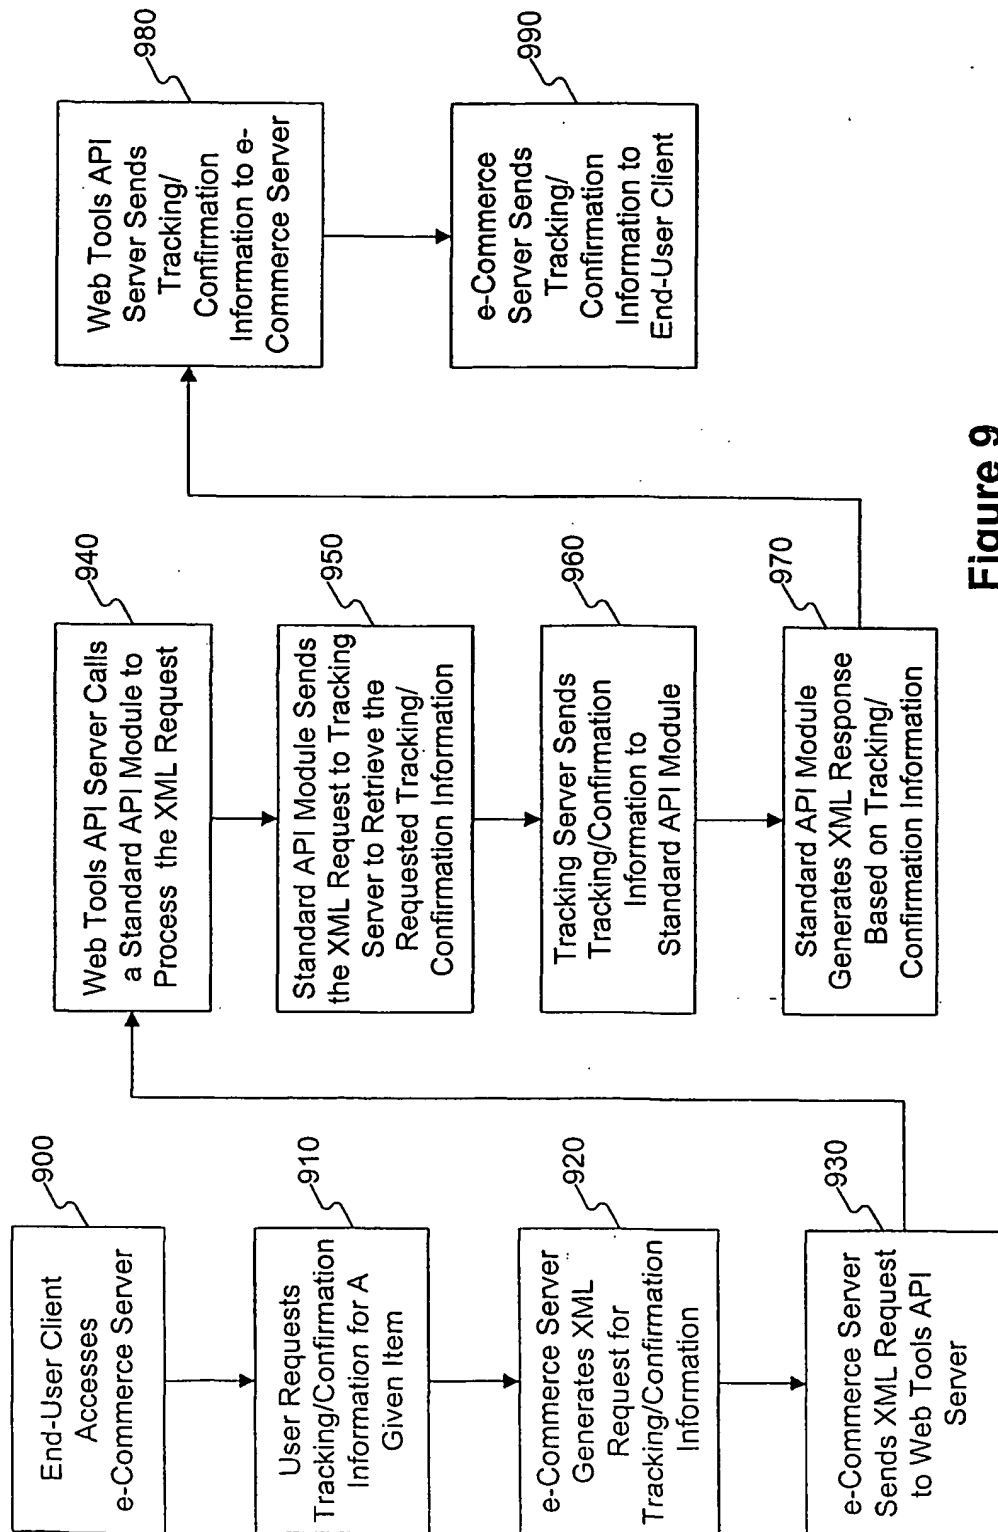 End-User Client
Accesses
e-Commerce Server
900
User Requests
Tracking/Confirmation
Information for A
Given Item
910
e-Commerce Server
Generates XML
Request for
Tracking/Confirmation
Information
920
e-Commerce Server
Sends XML Request
to Web Tools API
Server
930
Web Tools API Server Calls
a Standard API Module to
Process the XML Request
940
Standard API Module Sends
the XML Request to Tracking
Server to Retrieve the
Requested Tracking/
Confirmation Information
950
Tracking Server Sends
Tracking/Confirmation
Information to
Standard API Module
960
Standard API Module
Generates XML Response
Based on Tracking/
Confirmation Information
970
Web Tools API
Server Sends
Tracking/
Confirmation
Information to e-
Commerce Server
980
e-Commerce
Server Sends
Tracking/
Confirmation
Information to
End-User Client
990
Figure 9